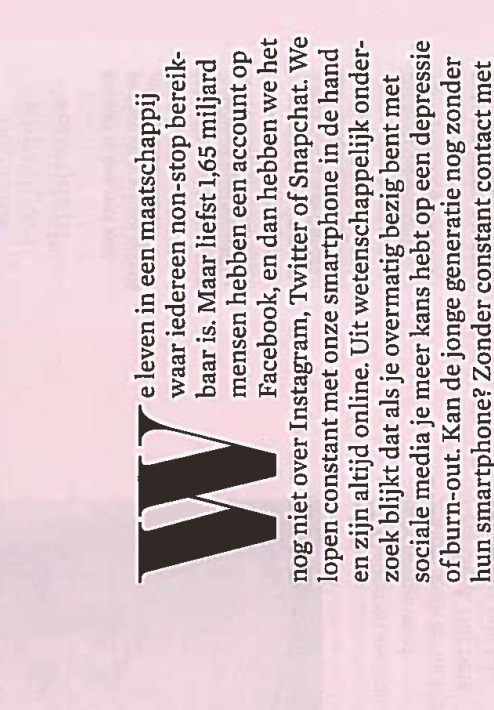 We leven in een maatschappij
waar iedereen non-stop bereik-
baar is. Maar liefst 1,65 miljard
mensen hebben een account op
Facebook, en dan hebben we het
nog niet over Instagram, Twitter of Snapchat. We
lopen constant met onze smartphone in de hand
en zijn altijd online. Uit wetenschappelijk onder-
zoek blijkt dat als je overmatig bezig bent met
sociale media je meer kans hebt op een depressie
of burn-out. Kan de jonge generatie nog zonder
hun smartphone? Zonder constant contact met